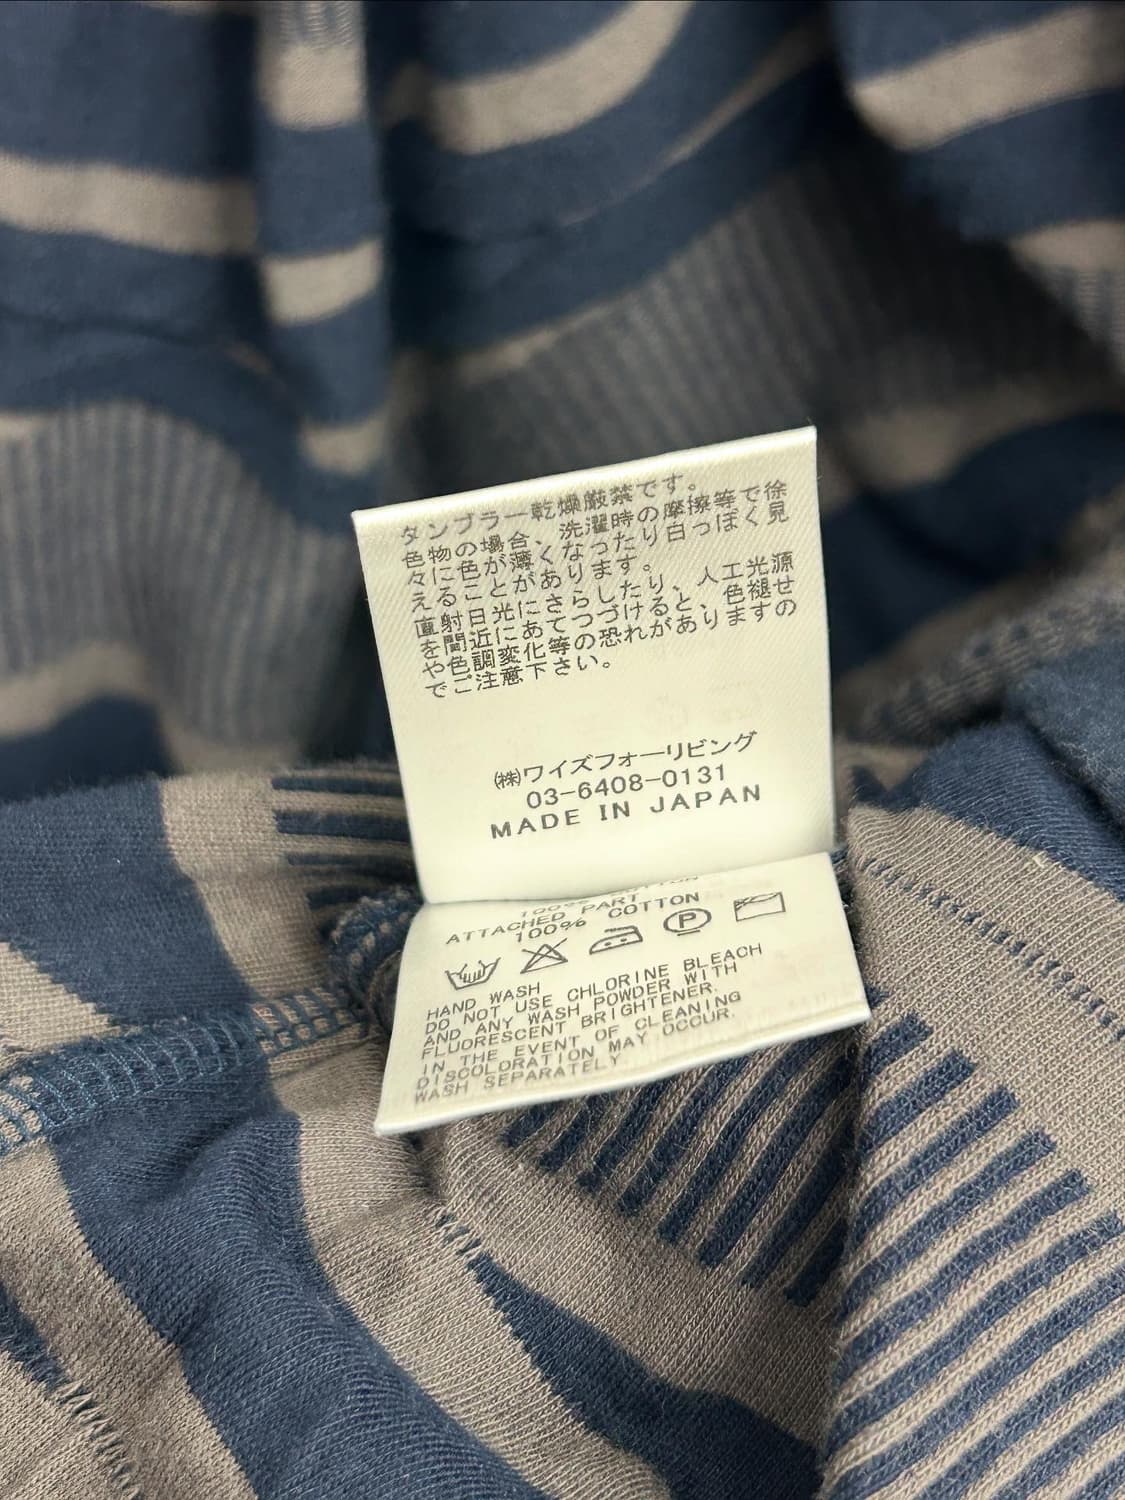 タンブラー乾燥厳禁です。
色物の場合、洗濯時の摩擦等で徐
々に色が薄くなったり白っぽく見
えることがあります。
直射日光にさらしたり、人工光源
を間近にあてつづけると、色褪せ
や色調変化等の恐れがありますの
でご注意下さい。
㈱ワイズフォーリビング
03-6408-0131
MADE IN JAPAN
ATTACHED PART
100% COTTON
P
HAND WASH
DO NOT USE CHLORINE BLEACH
AND ANY WASH POWDER WITH
FLUORESCENT BRIGHTENER.
IN THE EVENT OF CLEANING
DISCOLORATION MAY OCCUR.
WASH SEPARATELY.